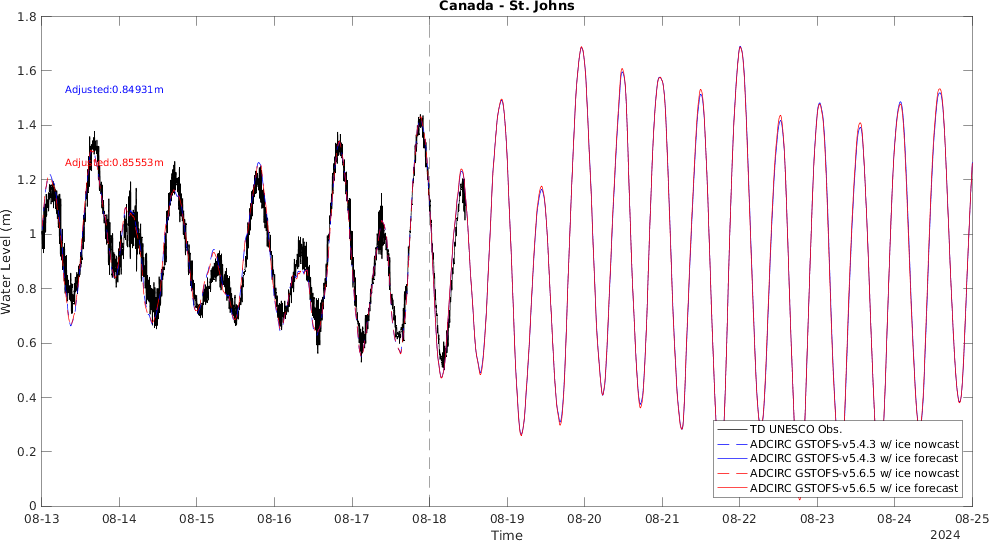 Canada - St. Johns
1.8
1.6
1.4
1.2
1
0.8
0.6
0.4
0.2
0
Water Level (m)
Adjusted:0.84931m
Adjusted:0.85553m
TD UNESCO Obs.
ADCIRC GSTOFS-v5.4.3 w/ ice nowcast
ADCIRC GSTOFS-v5.4.3 w/ ice forecast
ADCIRC GSTOFS-v5.6.5 w/ ice nowcast
ADCIRC GSTOFS-v5.6.5 w/ ice forecast
08-13 08-14 08-15 08-16 08-17 08-18 08-19 08-20 08-21 08-22 08-23 08-24 08-25
Time
2024